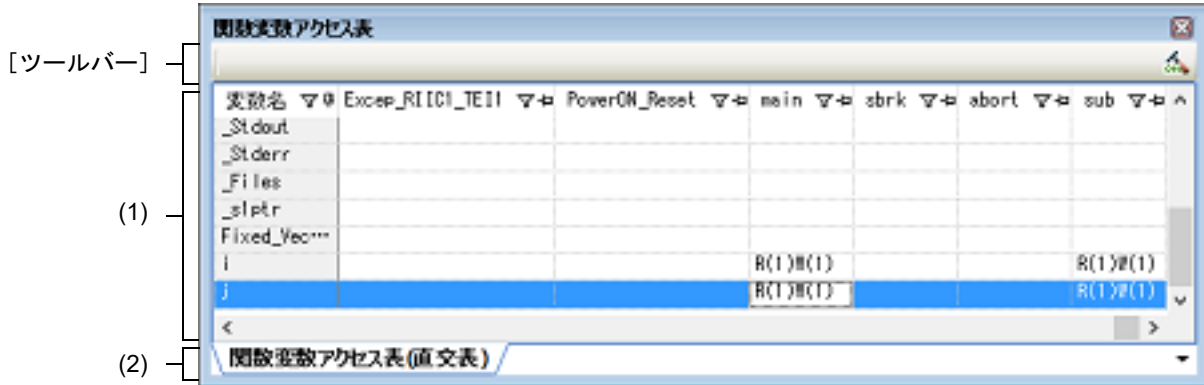 関数変数アクセス表
[ツールバー]
変数名 Excep_RIIC1_TEI1 PowerON_Reset main sbrk abort sub
_Stdout
_Stderr
_Files
_slptr
(1)
Fixed_Vec…
i R(1)W(1) R(1)W(1)
j R(1)W(1) R(1)W(1)
(2)
関数変数アクセス表(直交表)